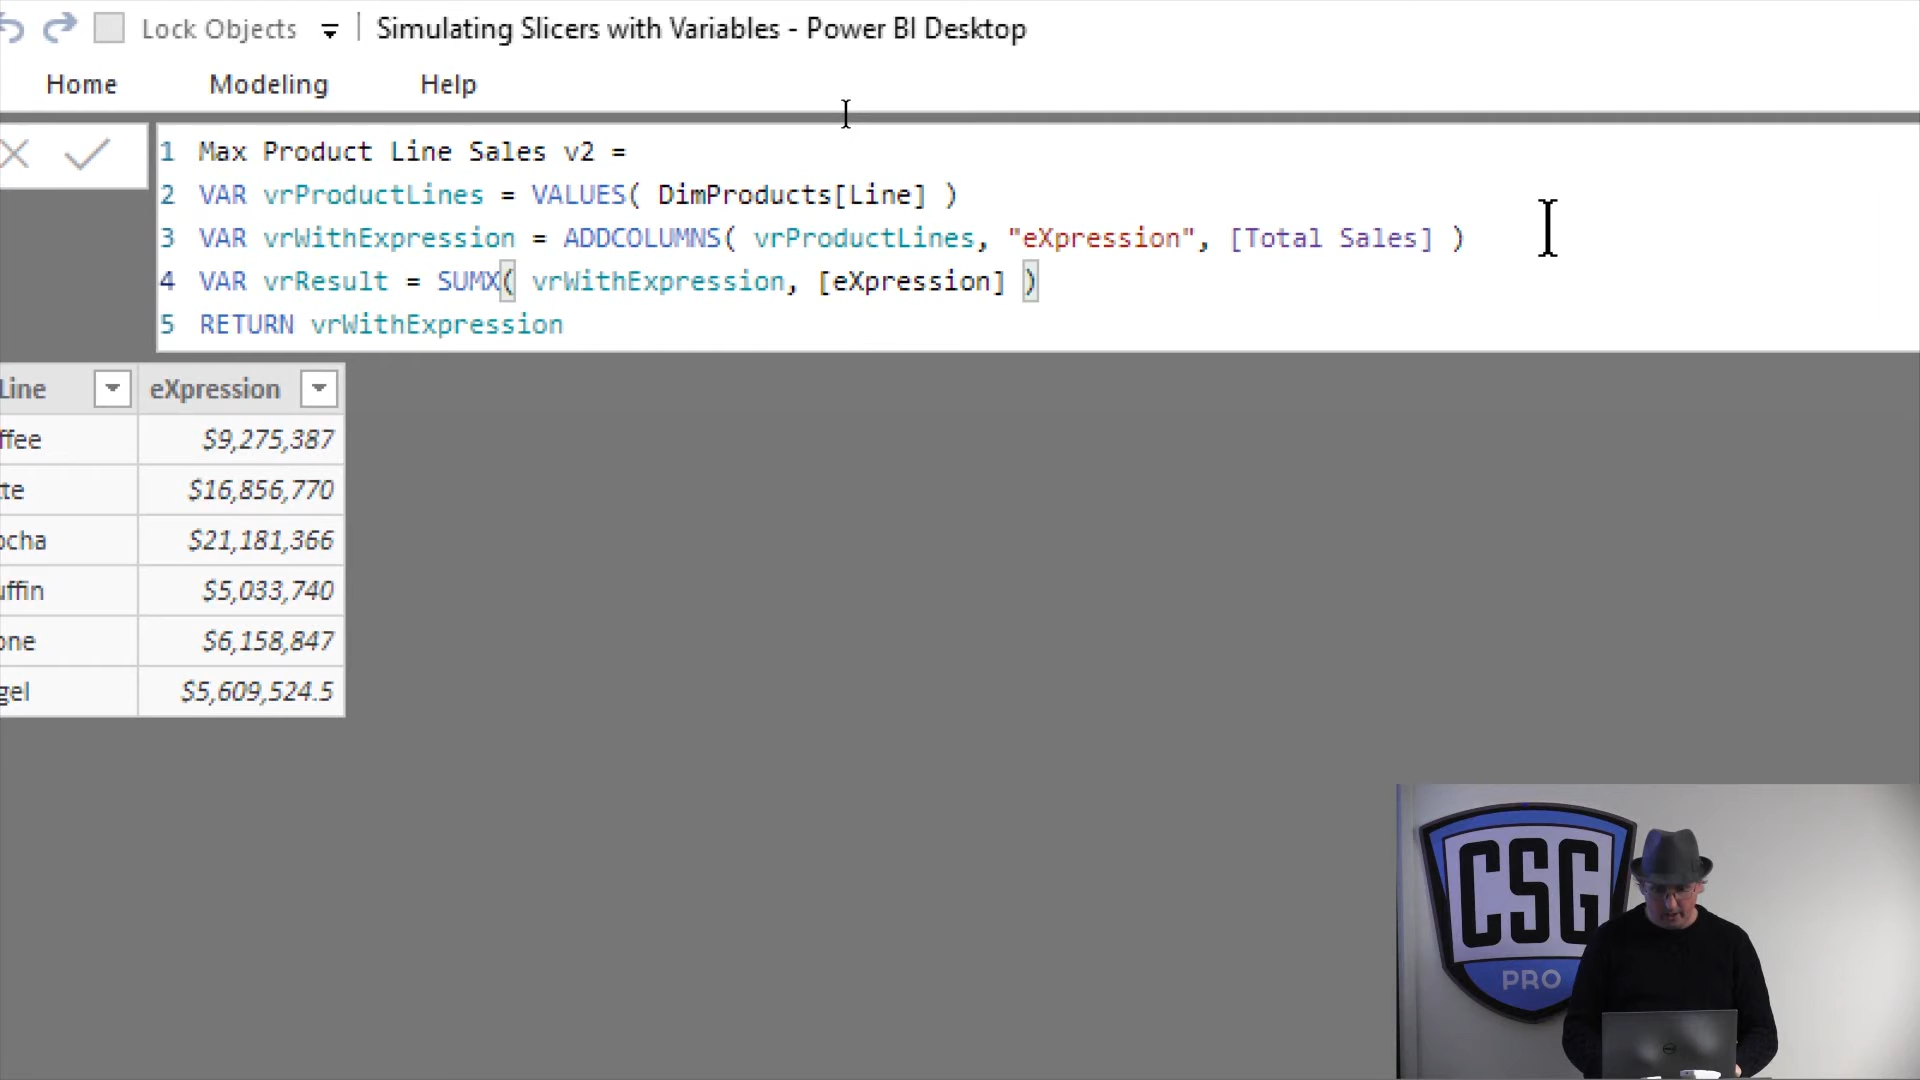 Lock Objects
Simulating Slicers with Variables - Power BI Desktop
Home Modeling Help
1 Max Product Line Sales v2 =
2 VAR vrProductLines = VALUES( DimProducts[Line] )
3 VAR vrWithExpression = ADDCOLUMNS( vrProductLines, "eXpression", [Total Sales] )
4 VAR vrResult = SUMX( vrWithExpression, [eXpression] )
5 RETURN vrWithExpression
Line eXpression
ffee $9,275,387
tte $16,856,770
ocha $21,181,366
uffin $5,033,740
one $6,158,847
gel $5,609,524.5
CSG
PRO